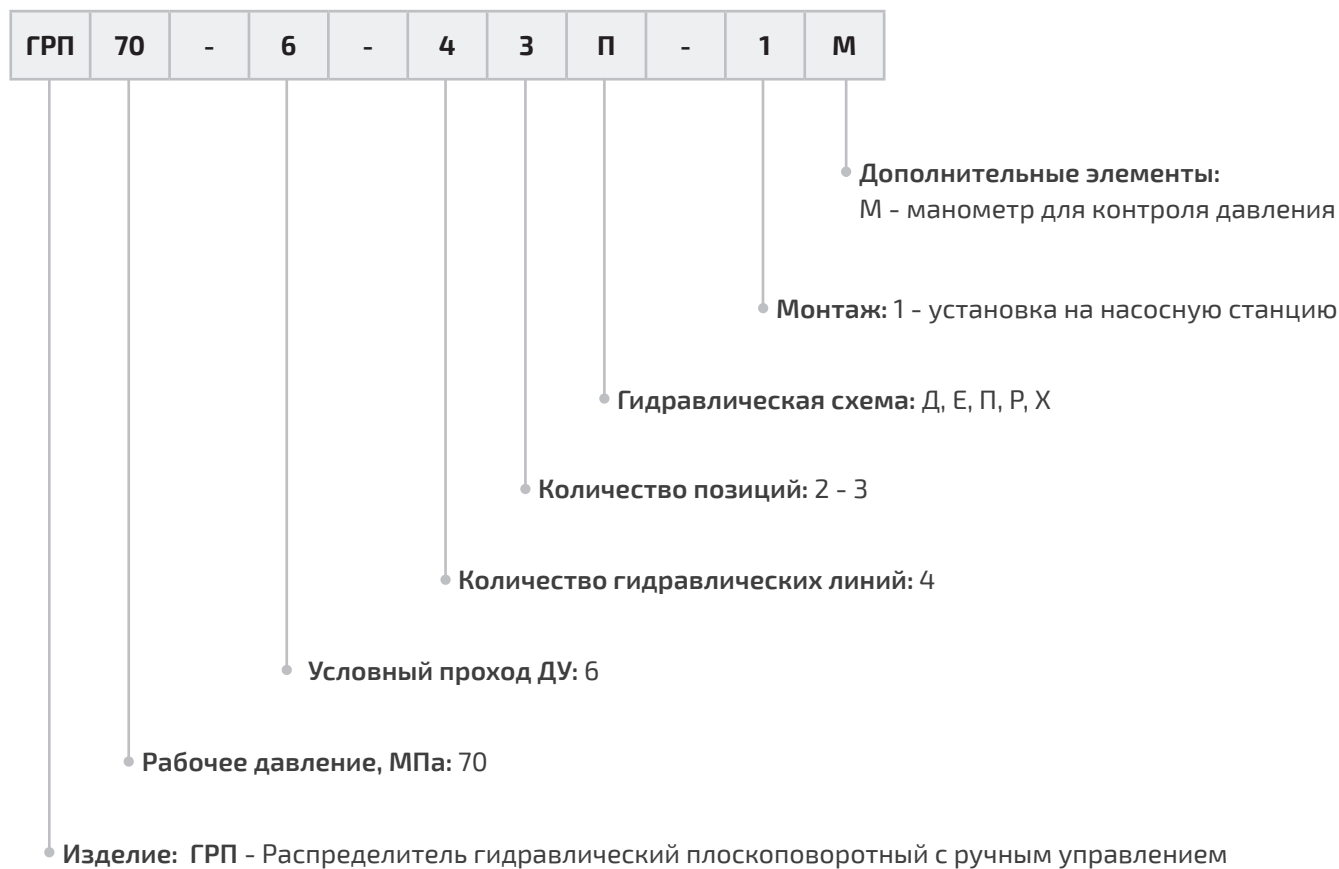 ГРП 70 - 6 - 4 3 П - 1 М
Дополнительные элементы:
М - манометр для контроля давления
Монтаж: 1 - установка на насосную станцию
Гидравлическая схема: Д, Е, П, Р, Х
Количество позиций: 2 - 3
Количество гидравлических линий: 4
Условный проход ДУ: 6
Рабочее давление, МПа: 70
Изделие: ГРП - Распределитель гидравлический плоскоповоротный с ручным управлением